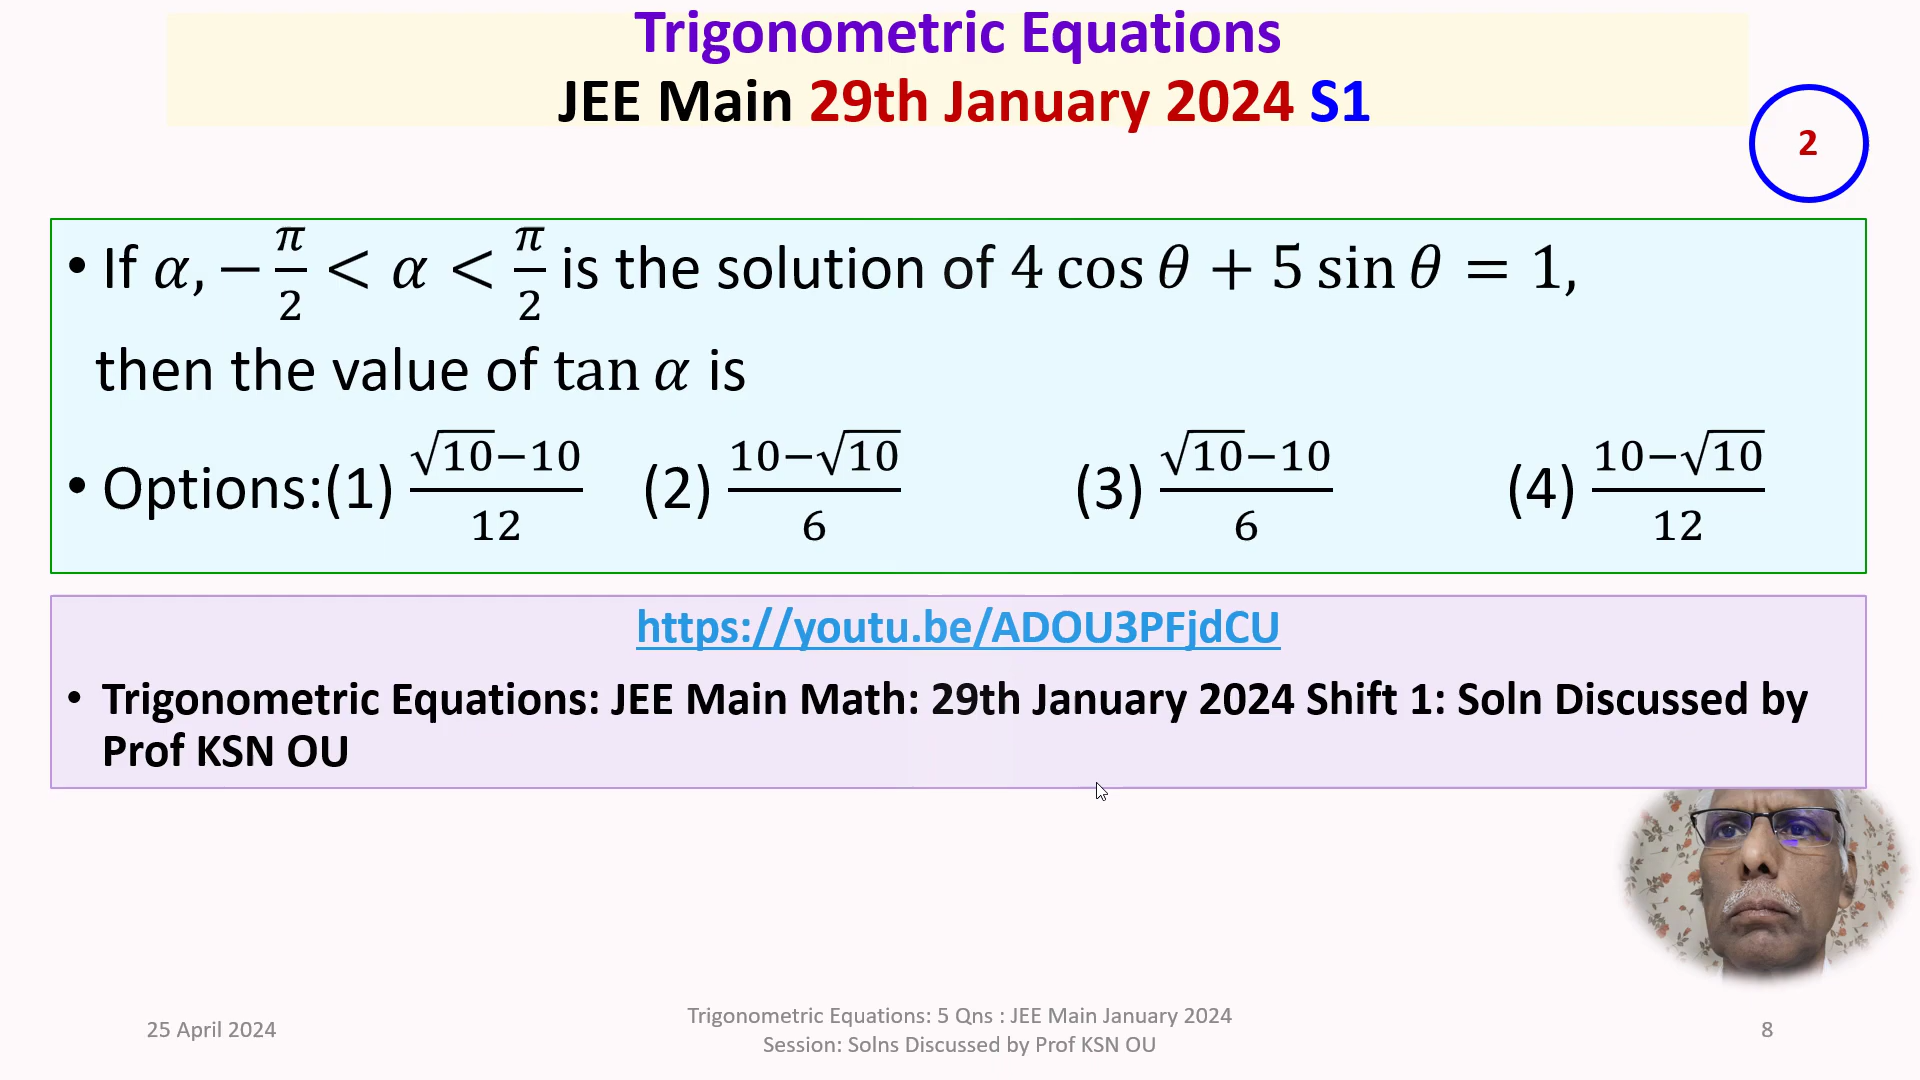 Trigonometric Equations
JEE Main 29th January 2024 S1
2
• If α, −π/2 < α < π/2 is the solution of 4 cos θ + 5 sin θ = 1,
then the value of tan α is
• Options:(1) (√10−10)/12 (2) (10−√10)/6 (3) (√10−10)/6 (4) (10−√10)/12
https://youtu.be/ADOU3PFjdCU
• Trigonometric Equations: JEE Main Math: 29th January 2024 Shift 1: Soln Discussed by
Prof KSN OU
25 April 2024
Trigonometric Equations: 5 Qns : JEE Main January 2024
Session: Solns Discussed by Prof KSN OU
8